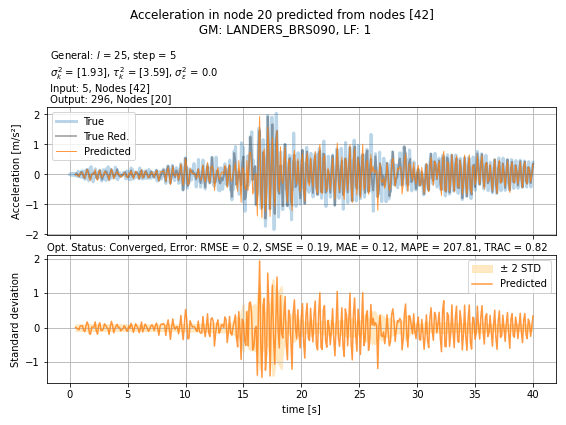 Acceleration in node 20 predicted from nodes [42]
GM: LANDERS_BRS090, LF: 1
General: l = 25, step = 5
σ²ₖ = [1.93], τ²ₖ = [3.59], σ²ε = 0.0
Input: 5, Nodes [42]
Output: 296, Nodes [20]
Acceleration [m/s²]
2
1
0
−1
−2
True
True Red.
Predicted
Opt. Status: Converged, Error: RMSE = 0.2, SMSE = 0.19, MAE = 0.12, MAPE = 207.81, TRAC = 0.82
Standard deviation
2
1
0
−1
± 2 STD
Predicted
0 5 10 15 20 25 30 35 40
time [s]